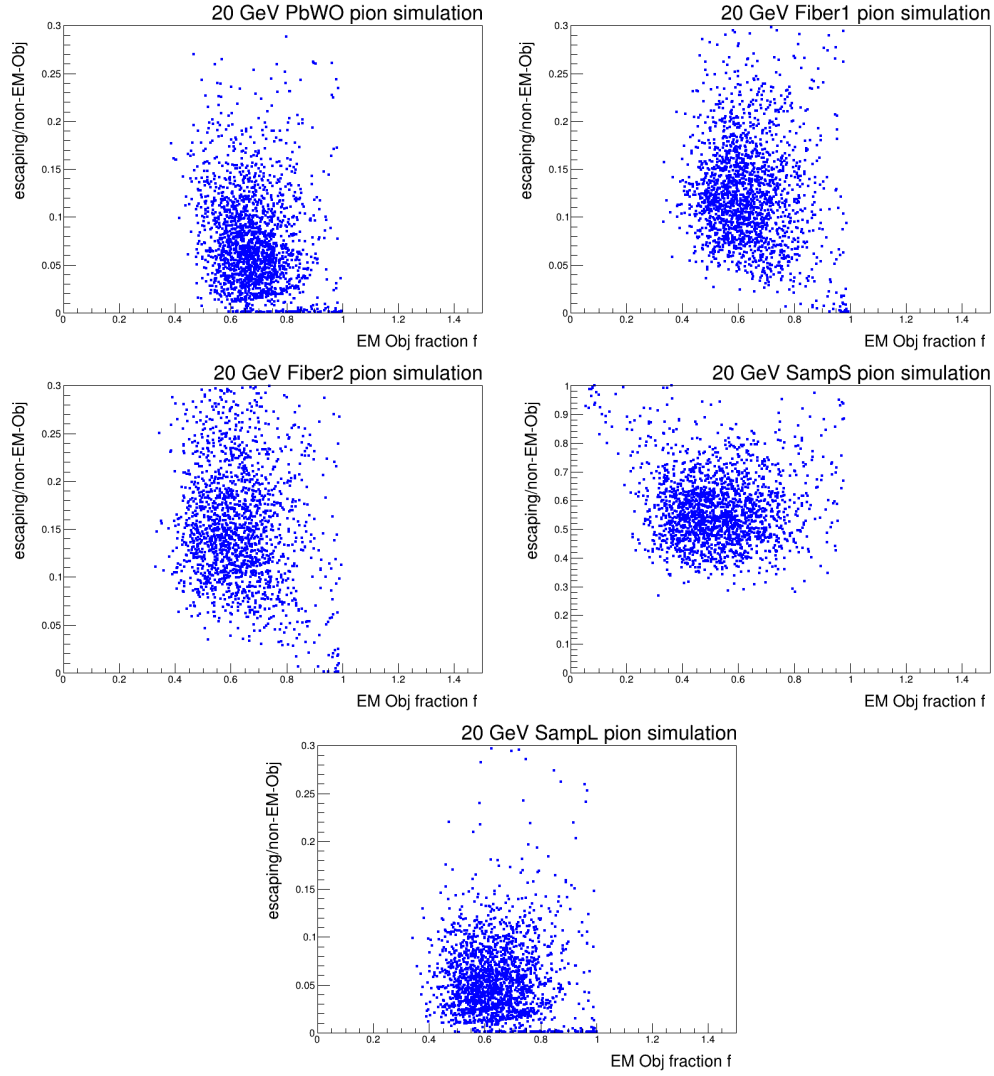 20 GeV PbWO pion simulation
escaping/non-EM-Obj
0.3
0.25
0.2
0.15
0.1
0.05
0
0 0.2 0.4 0.6 0.8 1 1.2 1.4
EM Obj fraction f
20 GeV Fiber1 pion simulation
escaping/non-EM-Obj
0.3
0.25
0.2
0.15
0.1
0.05
0
0 0.2 0.4 0.6 0.8 1 1.2 1.4
EM Obj fraction f
20 GeV Fiber2 pion simulation
escaping/non-EM-Obj
0.3
0.25
0.2
0.15
0.1
0.05
0
0 0.2 0.4 0.6 0.8 1 1.2 1.4
EM Obj fraction f
20 GeV SampS pion simulation
escaping/non-EM-Obj
1
0.9
0.8
0.7
0.6
0.5
0.4
0.3
0.2
0.1
0
0 0.2 0.4 0.6 0.8 1 1.2 1.4
EM Obj fraction f
20 GeV SampL pion simulation
escaping/non-EM-Obj
0.3
0.25
0.2
0.15
0.1
0.05
0
0 0.2 0.4 0.6 0.8 1 1.2 1.4
EM Obj fraction f